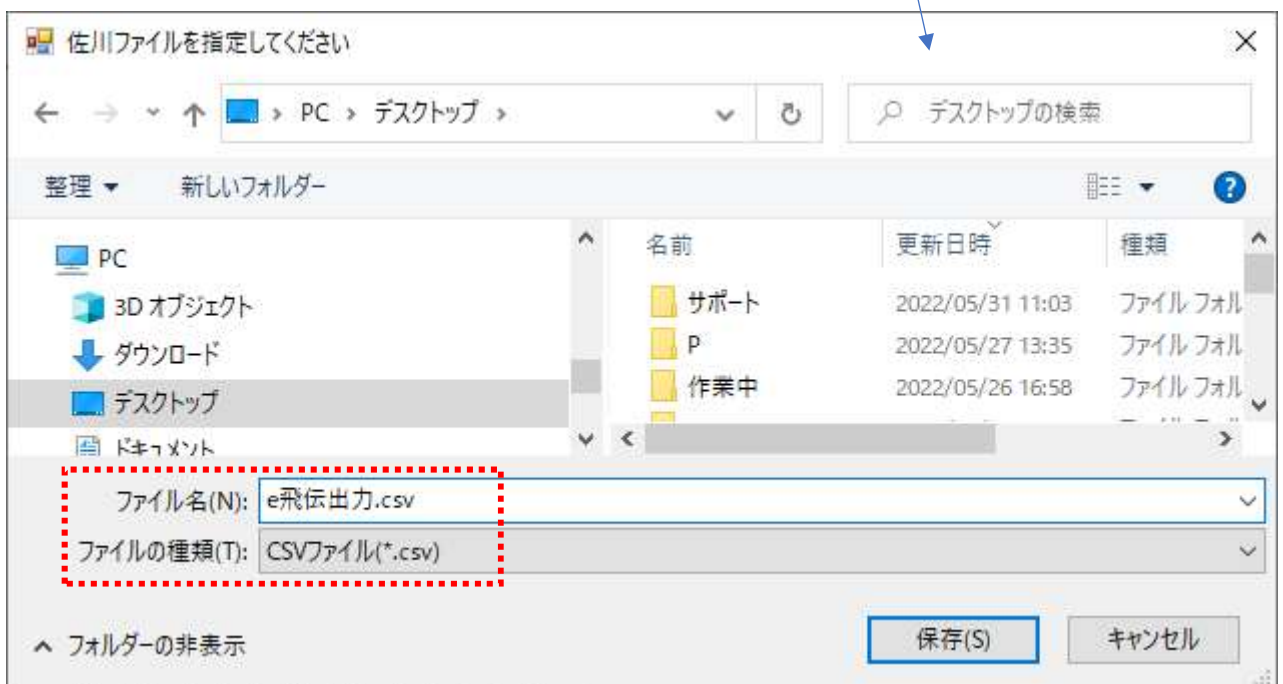 佐川ファイルを指定してください
PC › デスクトップ ›
デスクトップの検索
整理
新しいフォルダー
PC
3D オブジェクト
ダウンロード
デスクトップ
ドキュメント
名前 更新日時 種類
サポート 2022/05/31 11:03 ファイル フォル
P 2022/05/27 13:35 ファイル フォル
作業中 2022/05/26 16:58 ファイル フォル
ファイル名(N): e飛伝出力.csv
ファイルの種類(T): CSVファイル(*.csv)
フォルダーの非表示
保存(S)
キャンセル